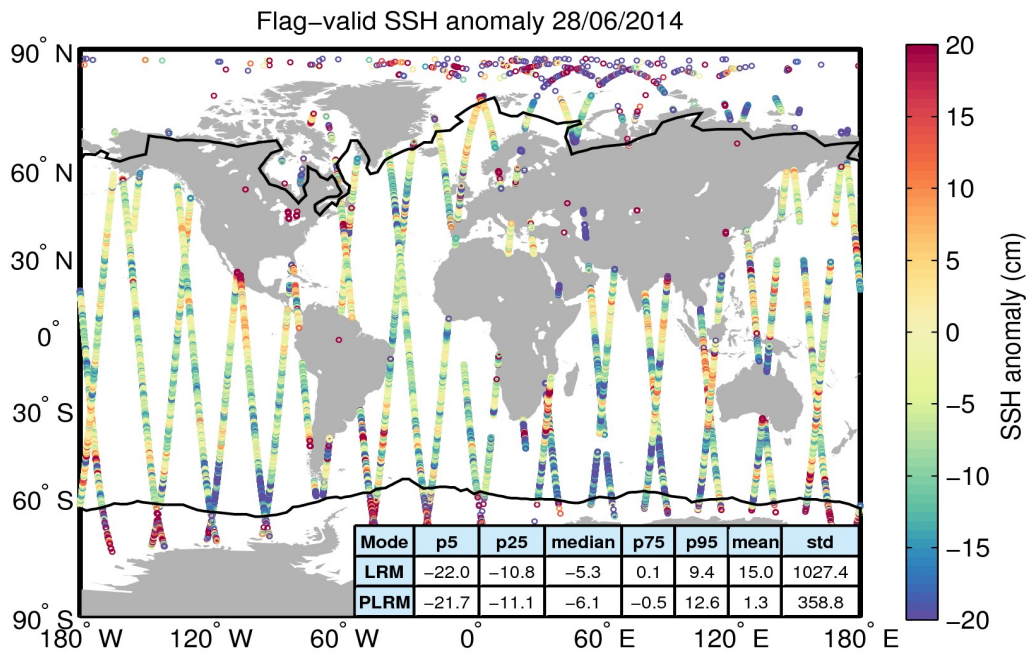 Flag−valid SSH anomaly 28/06/2014
90° N
60° N
30° N
0°
30° S
60° S
90° S
180° W
120° W
60° W
0°
60° E
120° E
180° E
20
15
10
5
0
−5
−10
−15
−20
SSH anomaly (cm)
Mode p5 p25 median p75 p95 mean std
LRM −22.0 −10.8 −5.3 0.1 9.4 15.0 1027.4
PLRM −21.7 −11.1 −6.1 −0.5 12.6 1.3 358.8